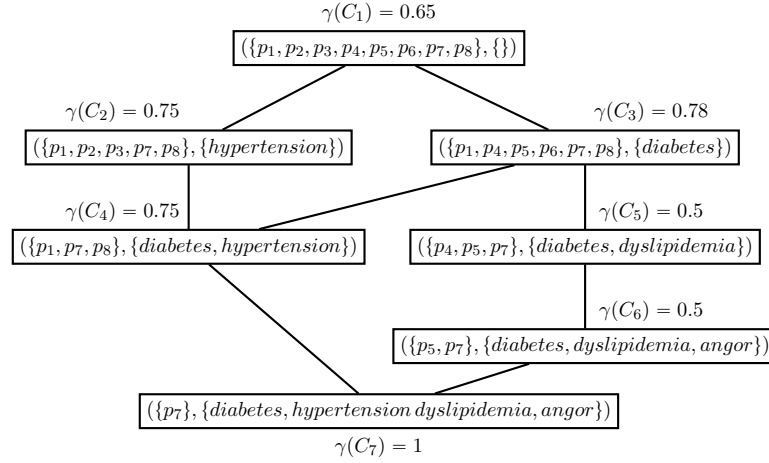 γ(C₁) = 0.65
({p₁, p₂, p₃, p₄, p₅, p₆, p₇, p₈}, {})
γ(C₂) = 0.75
γ(C₃) = 0.78
({p₁, p₂, p₃, p₇, p₈}, {hypertension})
({p₁, p₄, p₅, p₆, p₇, p₈}, {diabetes})
γ(C₄) = 0.75
γ(C₅) = 0.5
({p₁, p₇, p₈}, {diabetes, hypertension})
({p₄, p₅, p₇}, {diabetes, dyslipidemia})
γ(C₆) = 0.5
({p₅, p₇}, {diabetes, dyslipidemia, angor})
({p₇}, {diabetes, hypertension dyslipidemia, angor})
γ(C₇) = 1